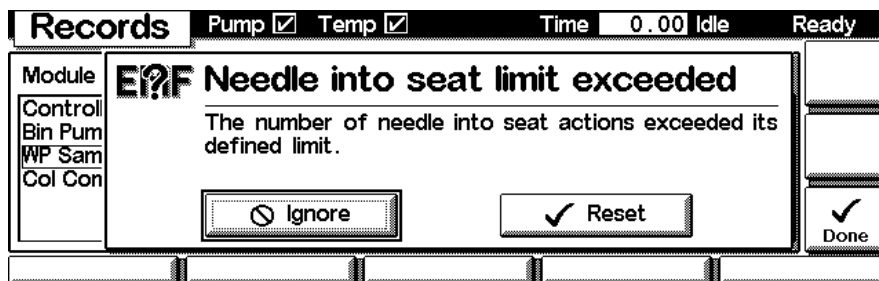 Records Pump Temp Time 0.00 Idle Ready
Module
EMF Needle into seat limit exceeded
Controll
Bin Pum
WP Sam
Col Con
The number of needle into seat actions exceeded its
defined limit.
Ignore Reset
Done